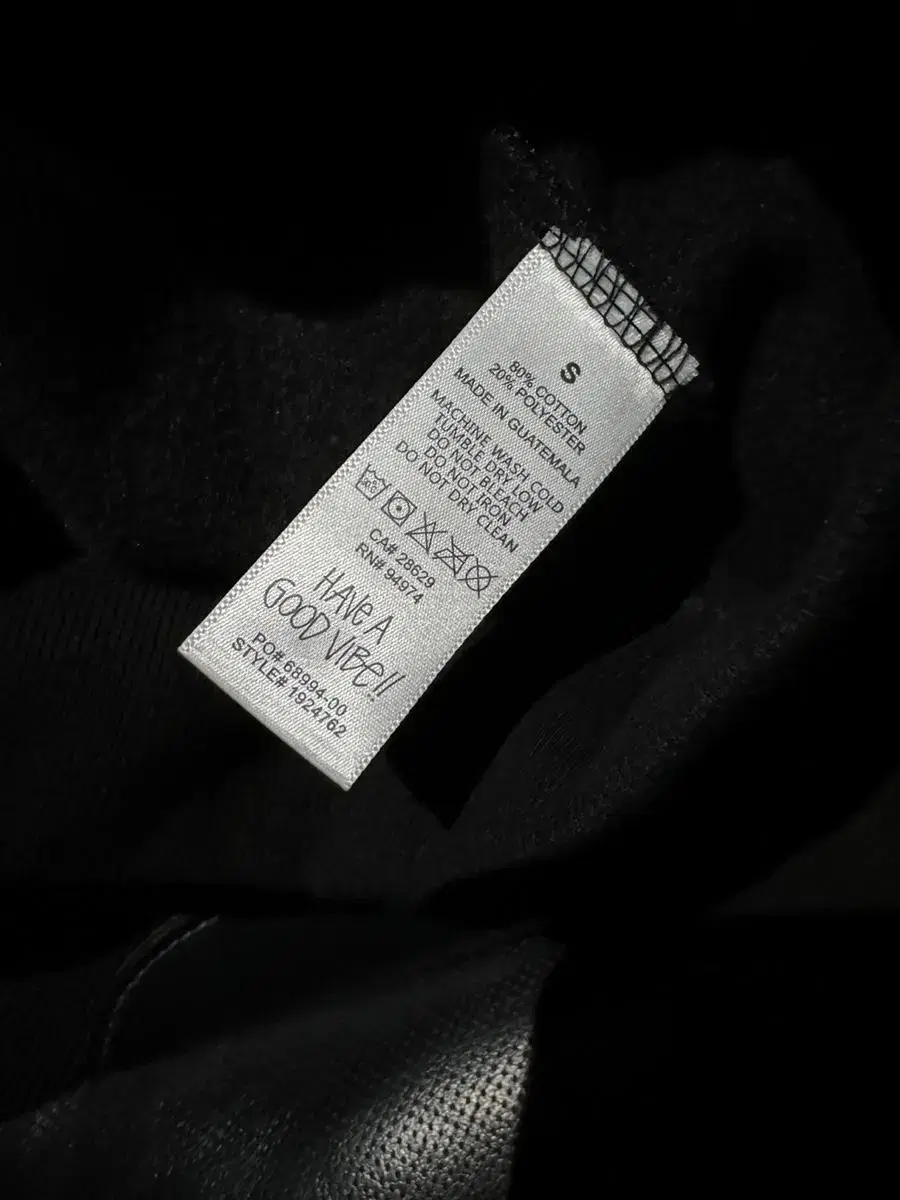 S
80% COTTON
20% POLYESTER
MADE IN GUATEMALA
MACHINE WASH COLD
TUMBLE DRY LOW
DO NOT BLEACH
DO NOT IRON
DO NOT DRY CLEAN
CA# 28629
RN# 94974
HAVE A
GOOD VIBE!!
PO# 68994-00
STYLE# 1924762